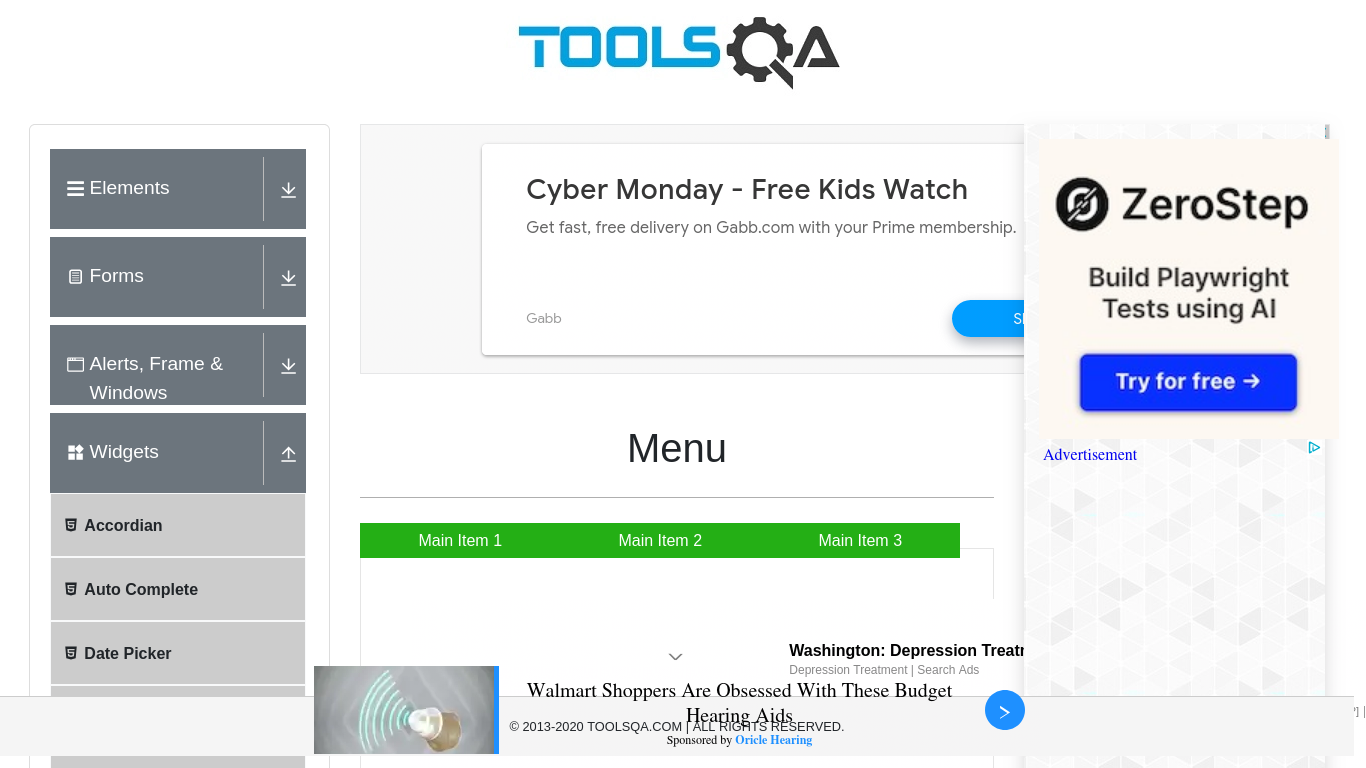 TOOLSQA
Elements
Forms
Alerts, Frame &
Windows
Widgets
Accordian
Auto Complete
Date Picker
Cyber Monday - Free Kids Watch
Get fast, free delivery on Gabb.com with your Prime membership.
Gabb
ZeroStep
Build Playwright
Tests using AI
Try for free →
Advertisement
Menu
Main Item 1
Main Item 2
Main Item 3
Washington: Depression Treatm
Depression Treatment | Search Ads
Walmart Shoppers Are Obsessed With These Budget
Hearing Aids
© 2013-2020 TOOLSQA.COM | ALL RIGHTS RESERVED.
Sponsored by Oricle Hearing